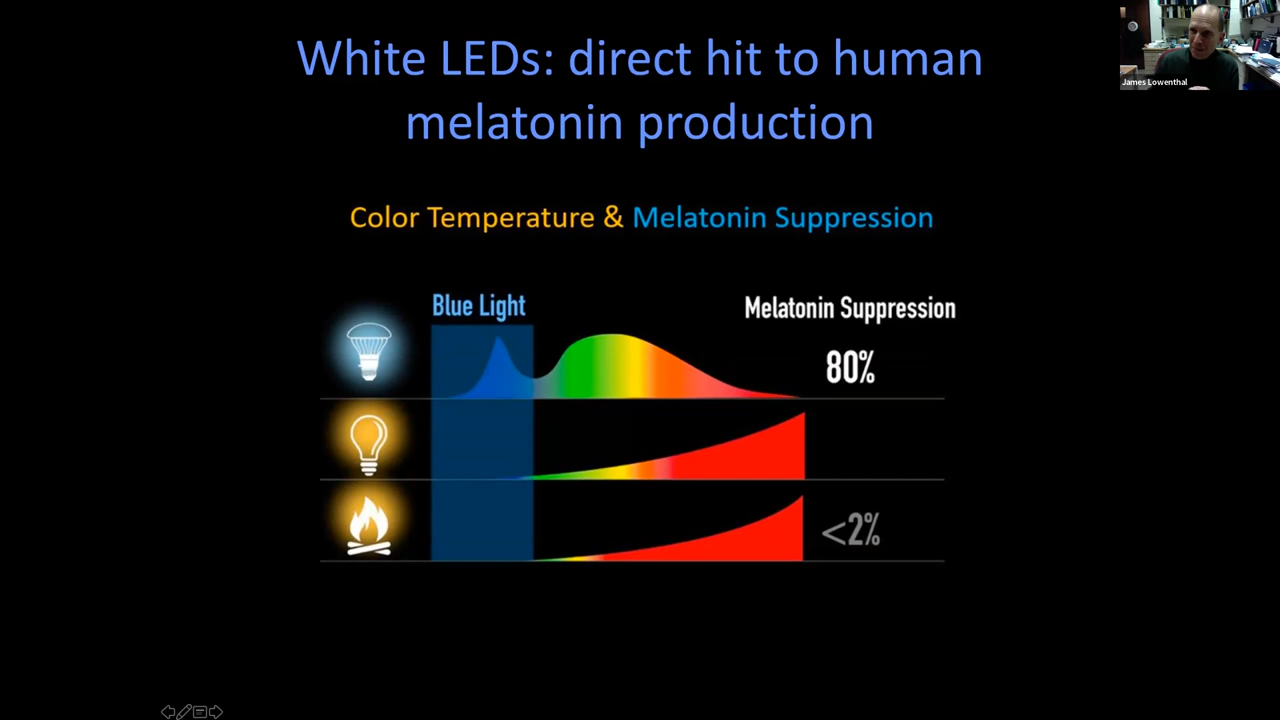 White LEDs: direct hit to human
melatonin production
James Lowenthal
Color Temperature & Melatonin Suppression
Blue Light
Melatonin Suppression
80%
<2%